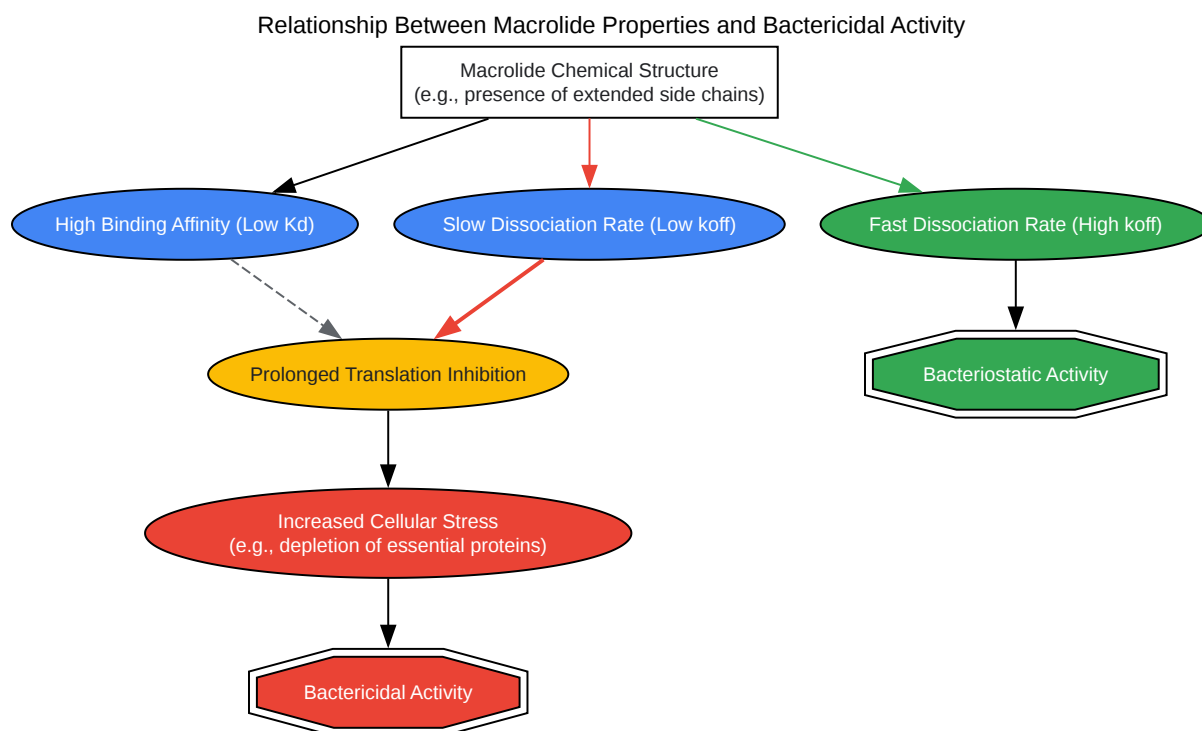 Relationship Between Macrolide Properties and Bactericidal Activity
Macrolide Chemical Structure
(e.g., presence of extended side chains)
High Binding Affinity (Low Kd)
Slow Dissociation Rate (Low koff)
Fast Dissociation Rate (High koff)
Prolonged Translation Inhibition
Bacteriostatic Activity
Increased Cellular Stress
(e.g., depletion of essential proteins)
Bactericidal Activity